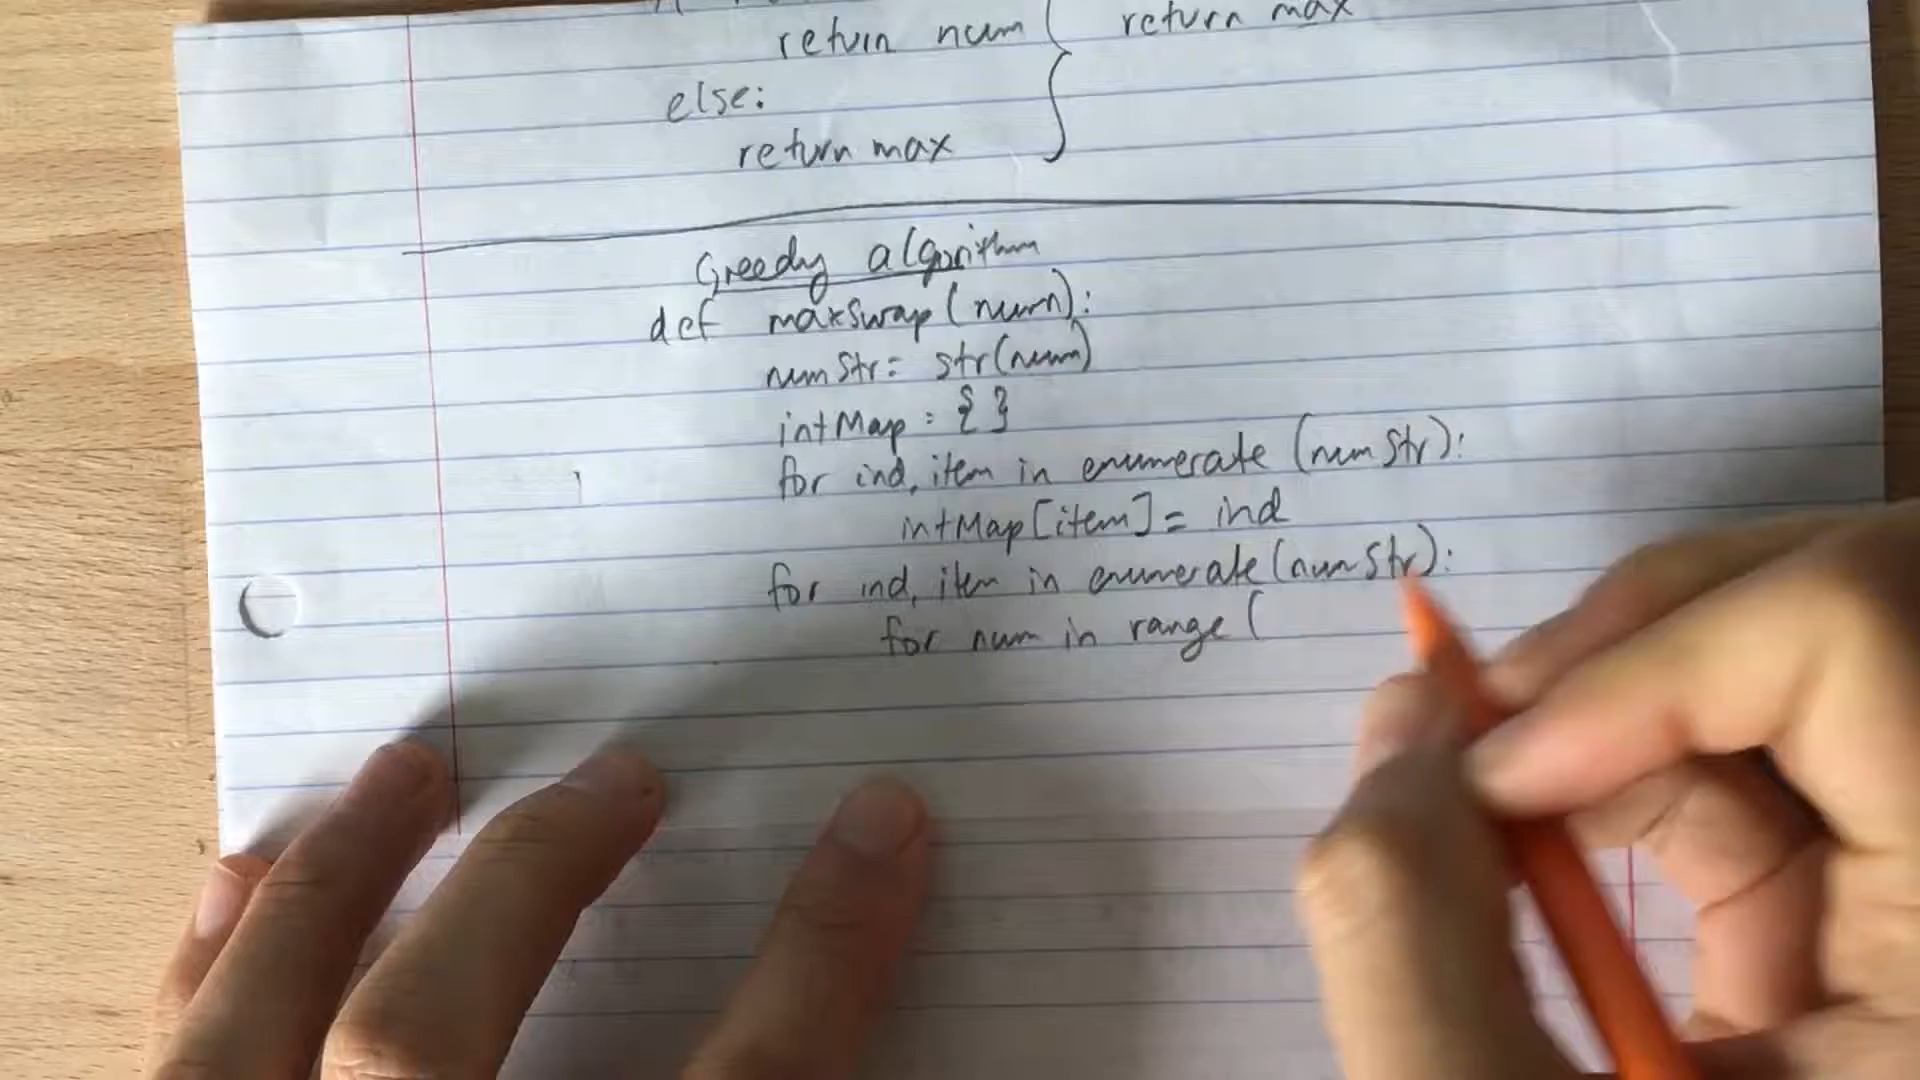 return num return max
else:
return max
Greedy algorithm
def maxSwap(num):
numStr = str(num)
intMap = {}
for ind, item in enumerate (numStr):
intMap[item] = ind
for ind, item in enumerate(numStr):
for num in range (